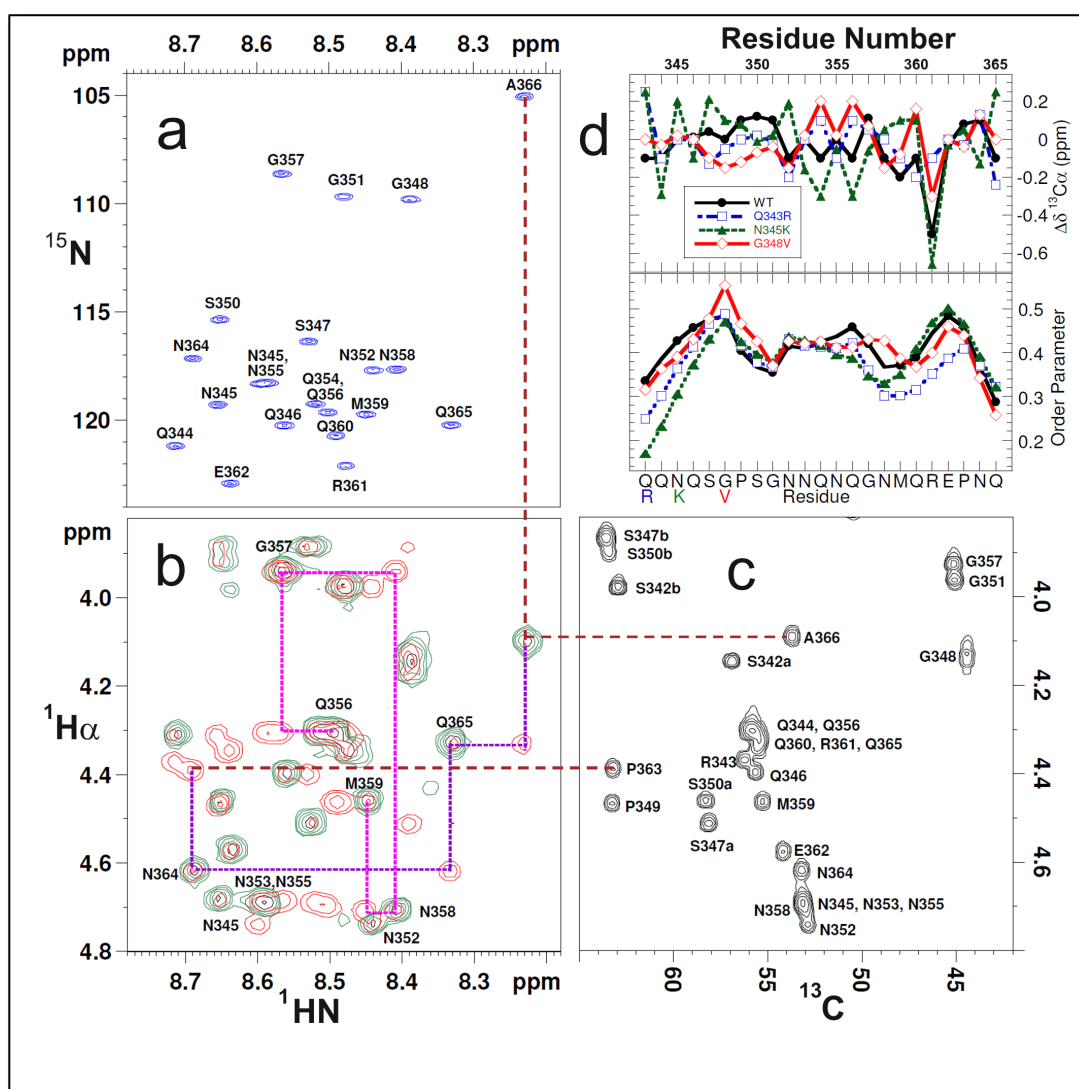 ppm
8.7 8.6 8.5 8.4 8.3 ppm
a
105
110
115
120
15N
A366
G357
G351
G348
S350
S347
N364
N345,
N355
N352 N358
Q354,
Q356
N345
M359
Q346
Q365
Q360
Q344
R361
E362
Residue Number
345 350 355 360 365
d
0.2
0
-0.2
-0.4
-0.6
Δδ 13Cα (ppm)
WT
Q343R
N345K
G348V
0.5
0.4
0.3
0.2
Order Parameter
QQNQSGPSGNNQNQGNMQREPNQ
R K V Residue
ppm
b
4.0
4.2
4.4
4.6
4.8
1Hα
G357
Q356
Q365
M359
N364
N353,N355
N345
N358
N352
8.7 8.6 8.5 8.4 8.3 ppm
1HN
c
S347b
S350b
S342b
G357
G351
A366
S342a
G348
Q344, Q356
Q360, R361, Q365
R343
P363
Q346
S350a
P349
M359
S347a
E362
N364
N345, N353, N355
N358
N352
4.0
4.2
4.4
4.6
60 55 50 45
13C